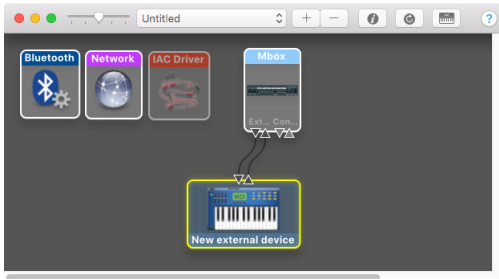 Untitled
?
Bluetooth
Network
IAC Driver
Mbox
Ext... Con...
New external device